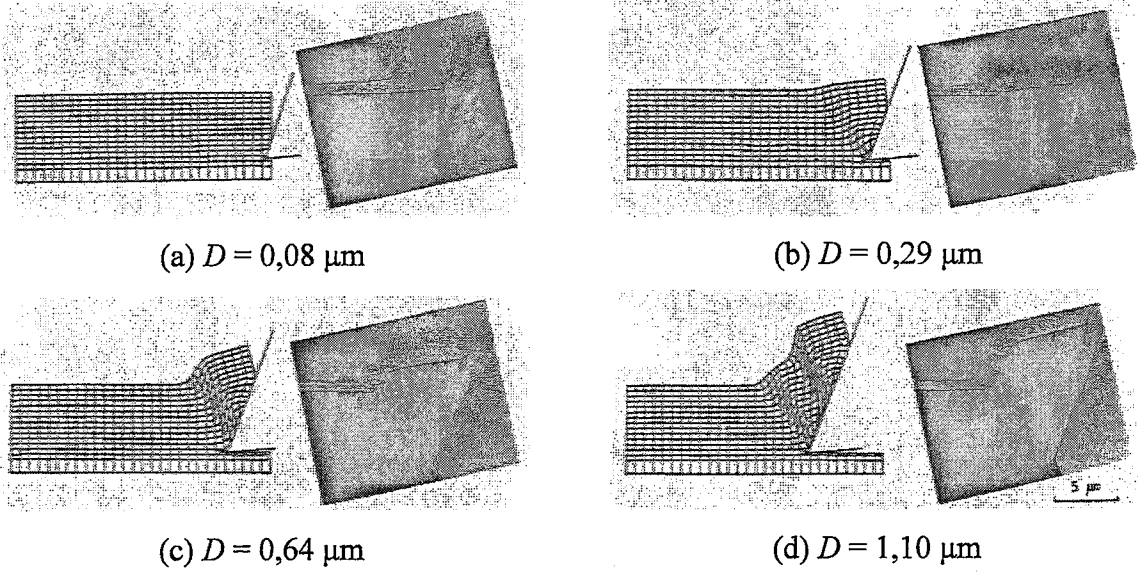 (a) D = 0,08 μm
(b) D = 0,29 μm
5 μm
(c) D = 0,64 μm
(d) D = 1,10 μm